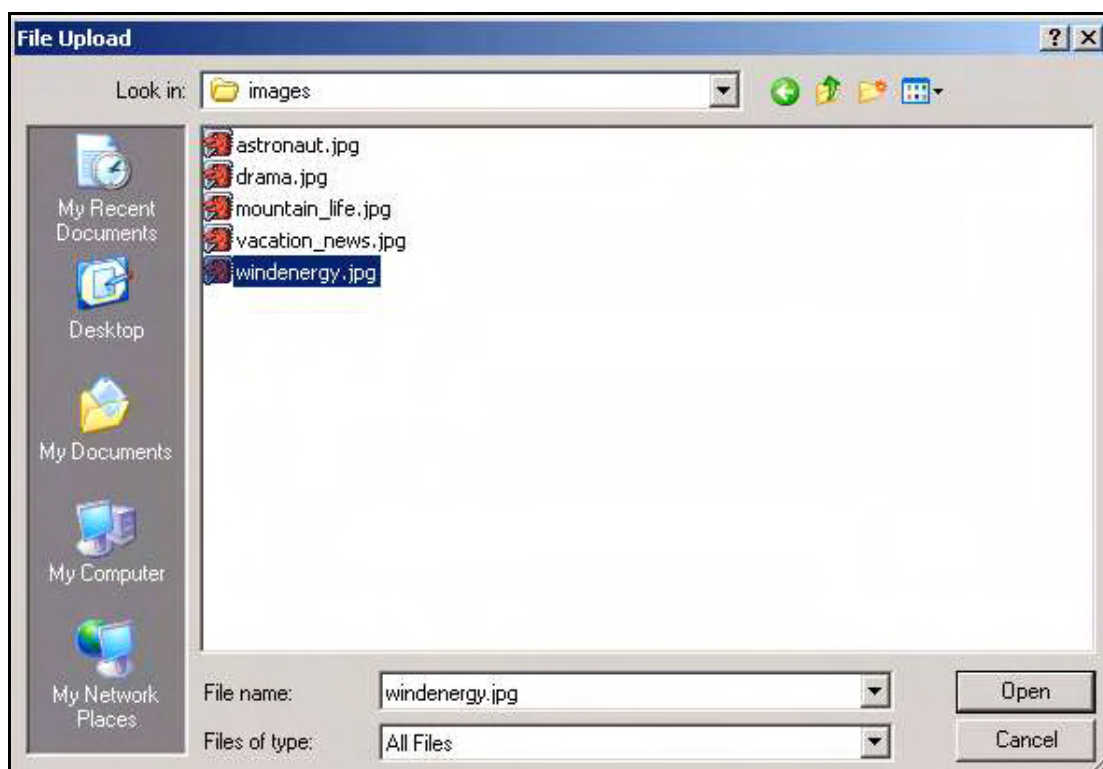 File Upload
Look in:
images
My Recent
Documents
Desktop
My Documents
My Computer
My Network
Places
astronaut.jpg
drama.jpg
mountain_life.jpg
vacation_news.jpg
windenergy.jpg
File name:
windenergy.jpg
Open
Files of type:
All Files
Cancel